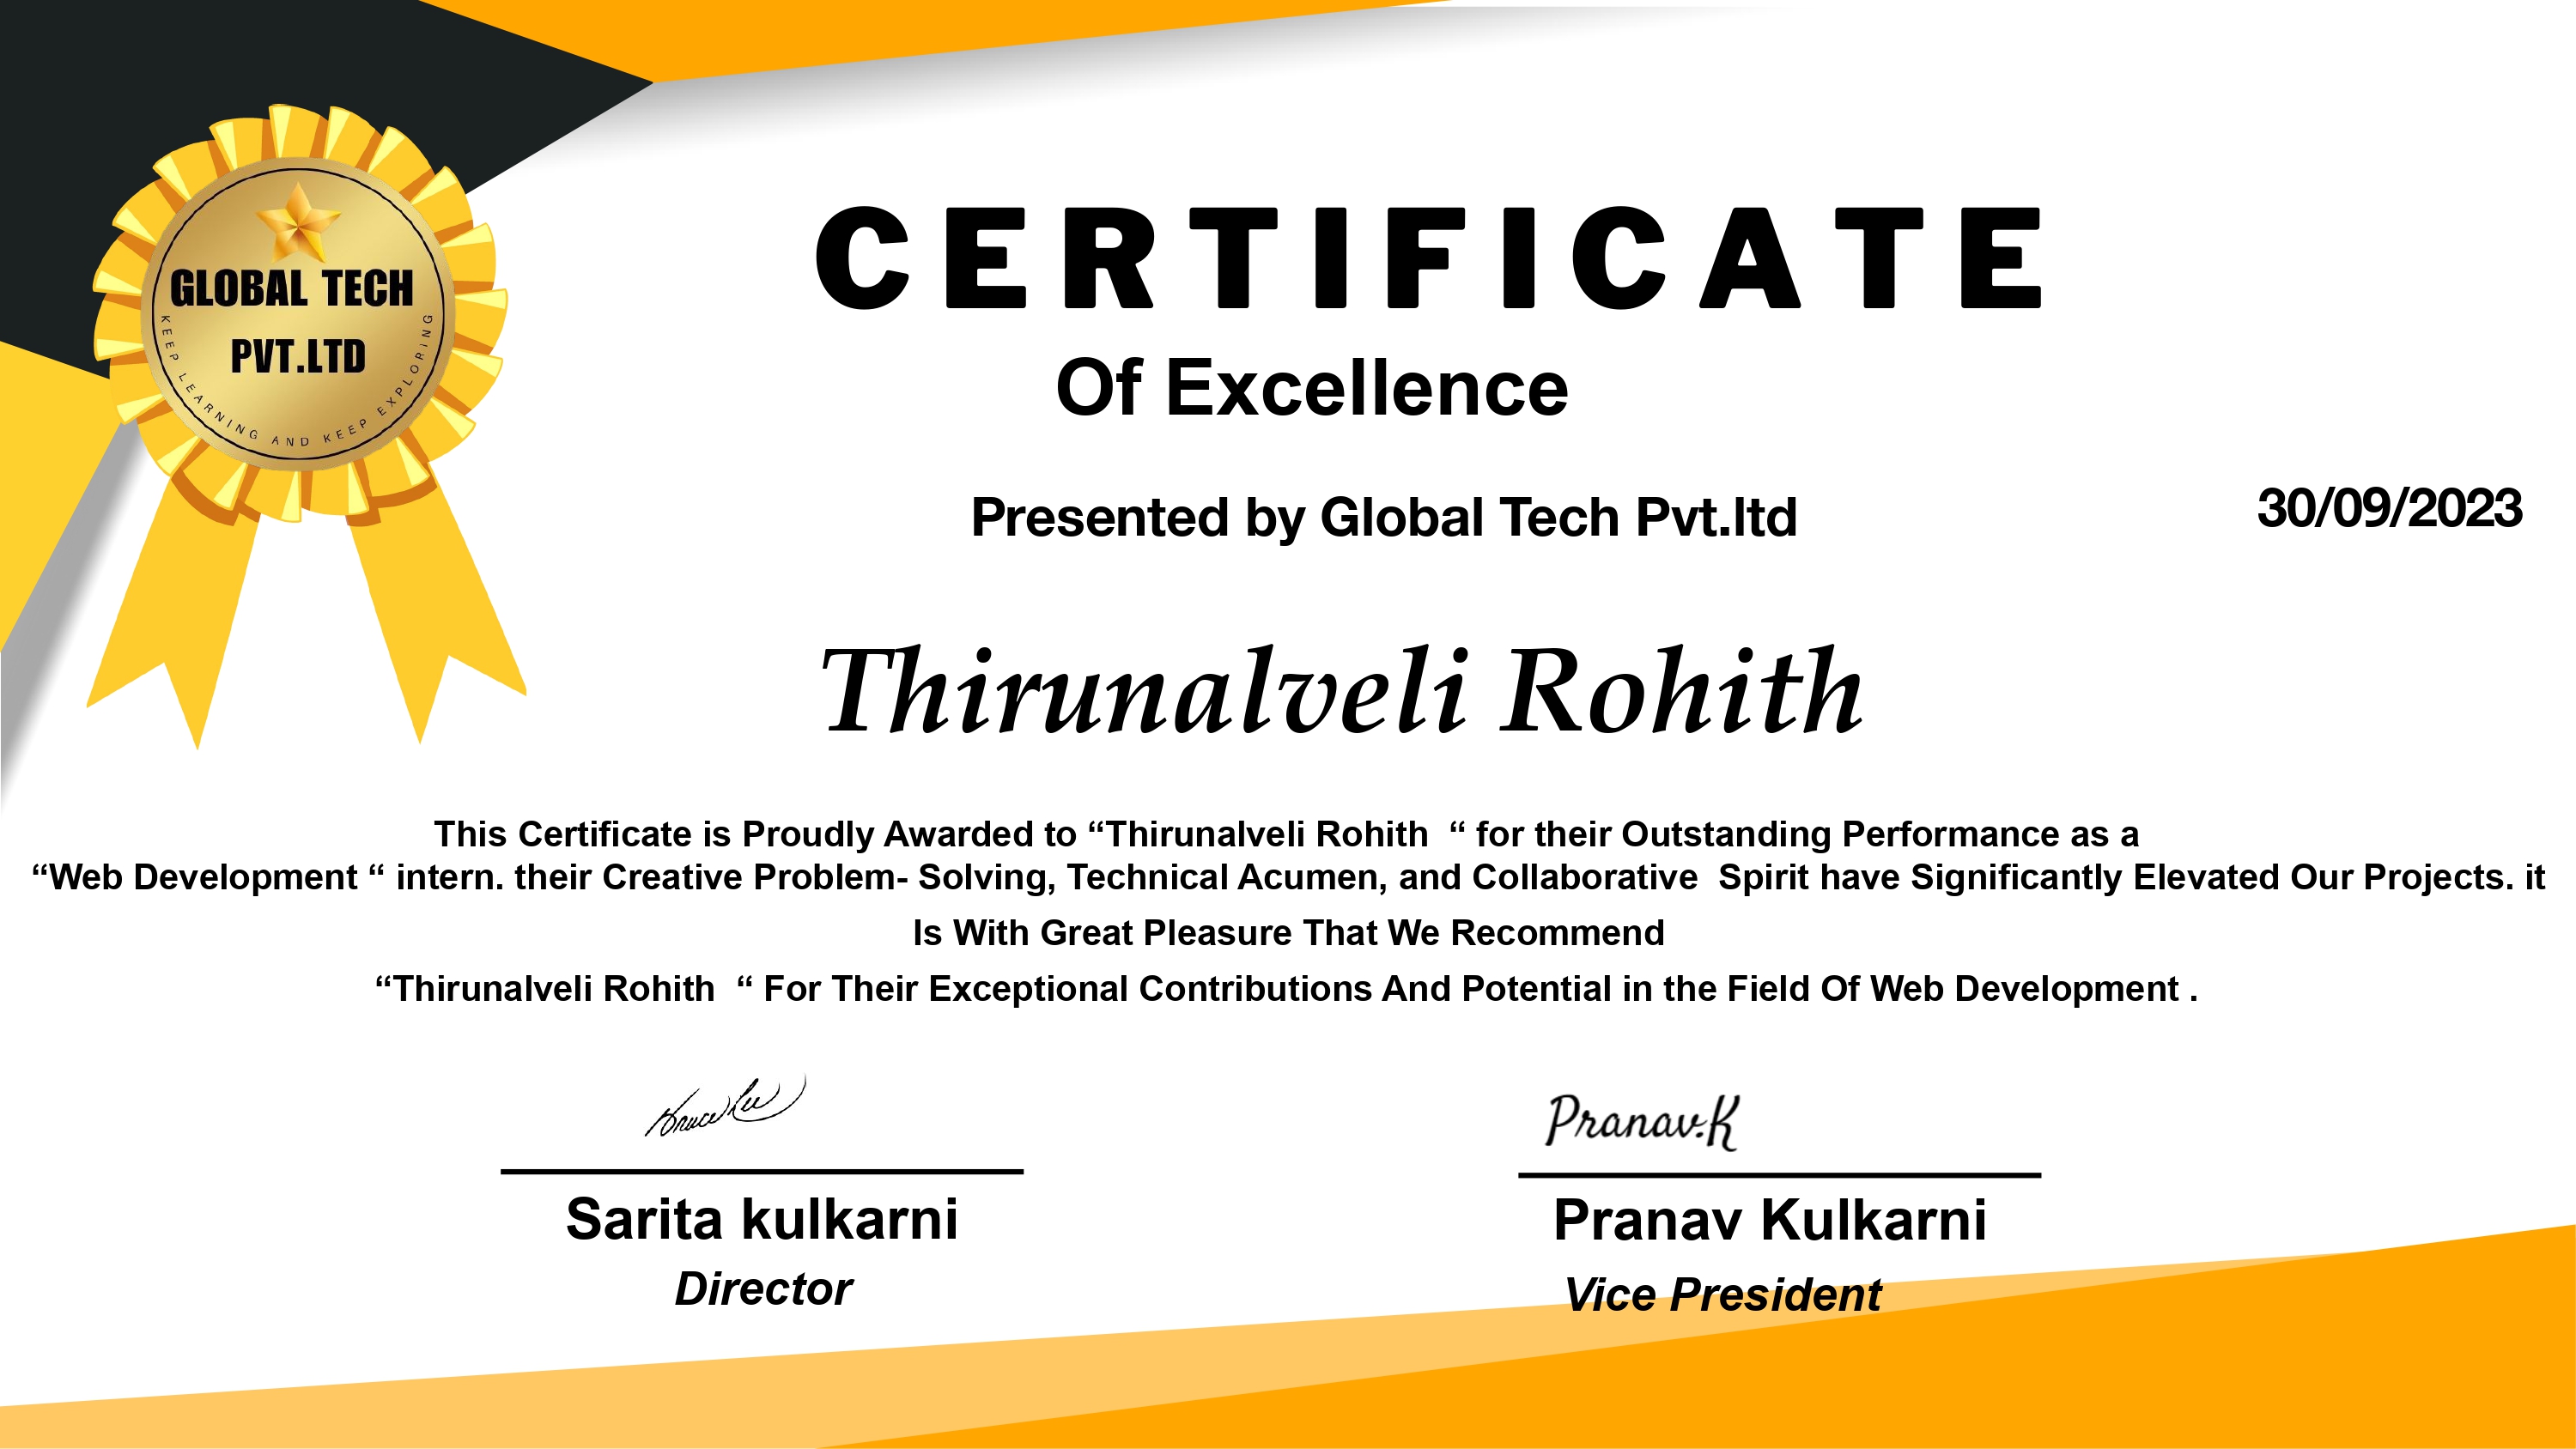 GLOBAL TECH
PVT.LTD
KEEP LEARNING AND KEEP EXPLORING
CERTIFICATE
Of Excellence
Presented by Global Tech Pvt.ltd
30/09/2023
Thirunalveli Rohith
This Certificate is Proudly Awarded to “Thirunalveli Rohith “ for their Outstanding Performance as a
“Web Development “ intern. their Creative Problem- Solving, Technical Acumen, and Collaborative Spirit have Significantly Elevated Our Projects. it
Is With Great Pleasure That We Recommend
“Thirunalveli Rohith “ For Their Exceptional Contributions And Potential in the Field Of Web Development .
Pranav.K
Sarita kulkarni
Pranav Kulkarni
Director
Vice President